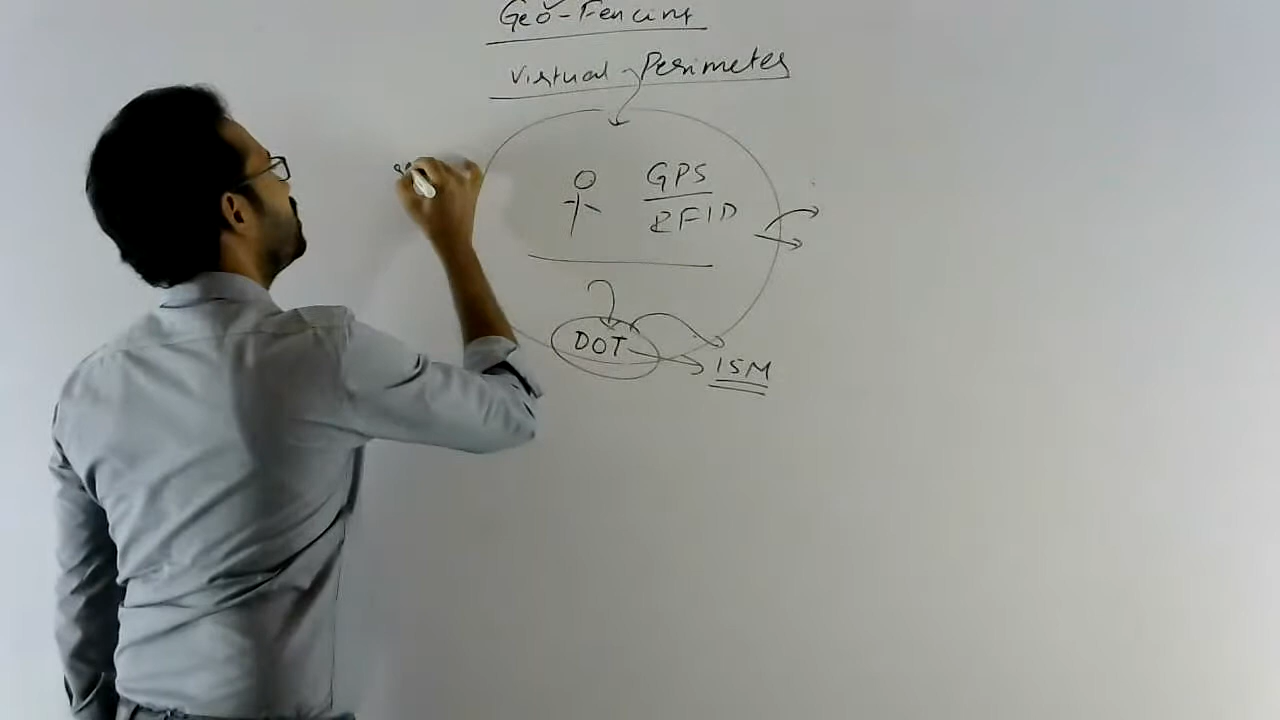 Geo-Fencing
Virtual Perimeter
GPS
RFID
DOT
ISM